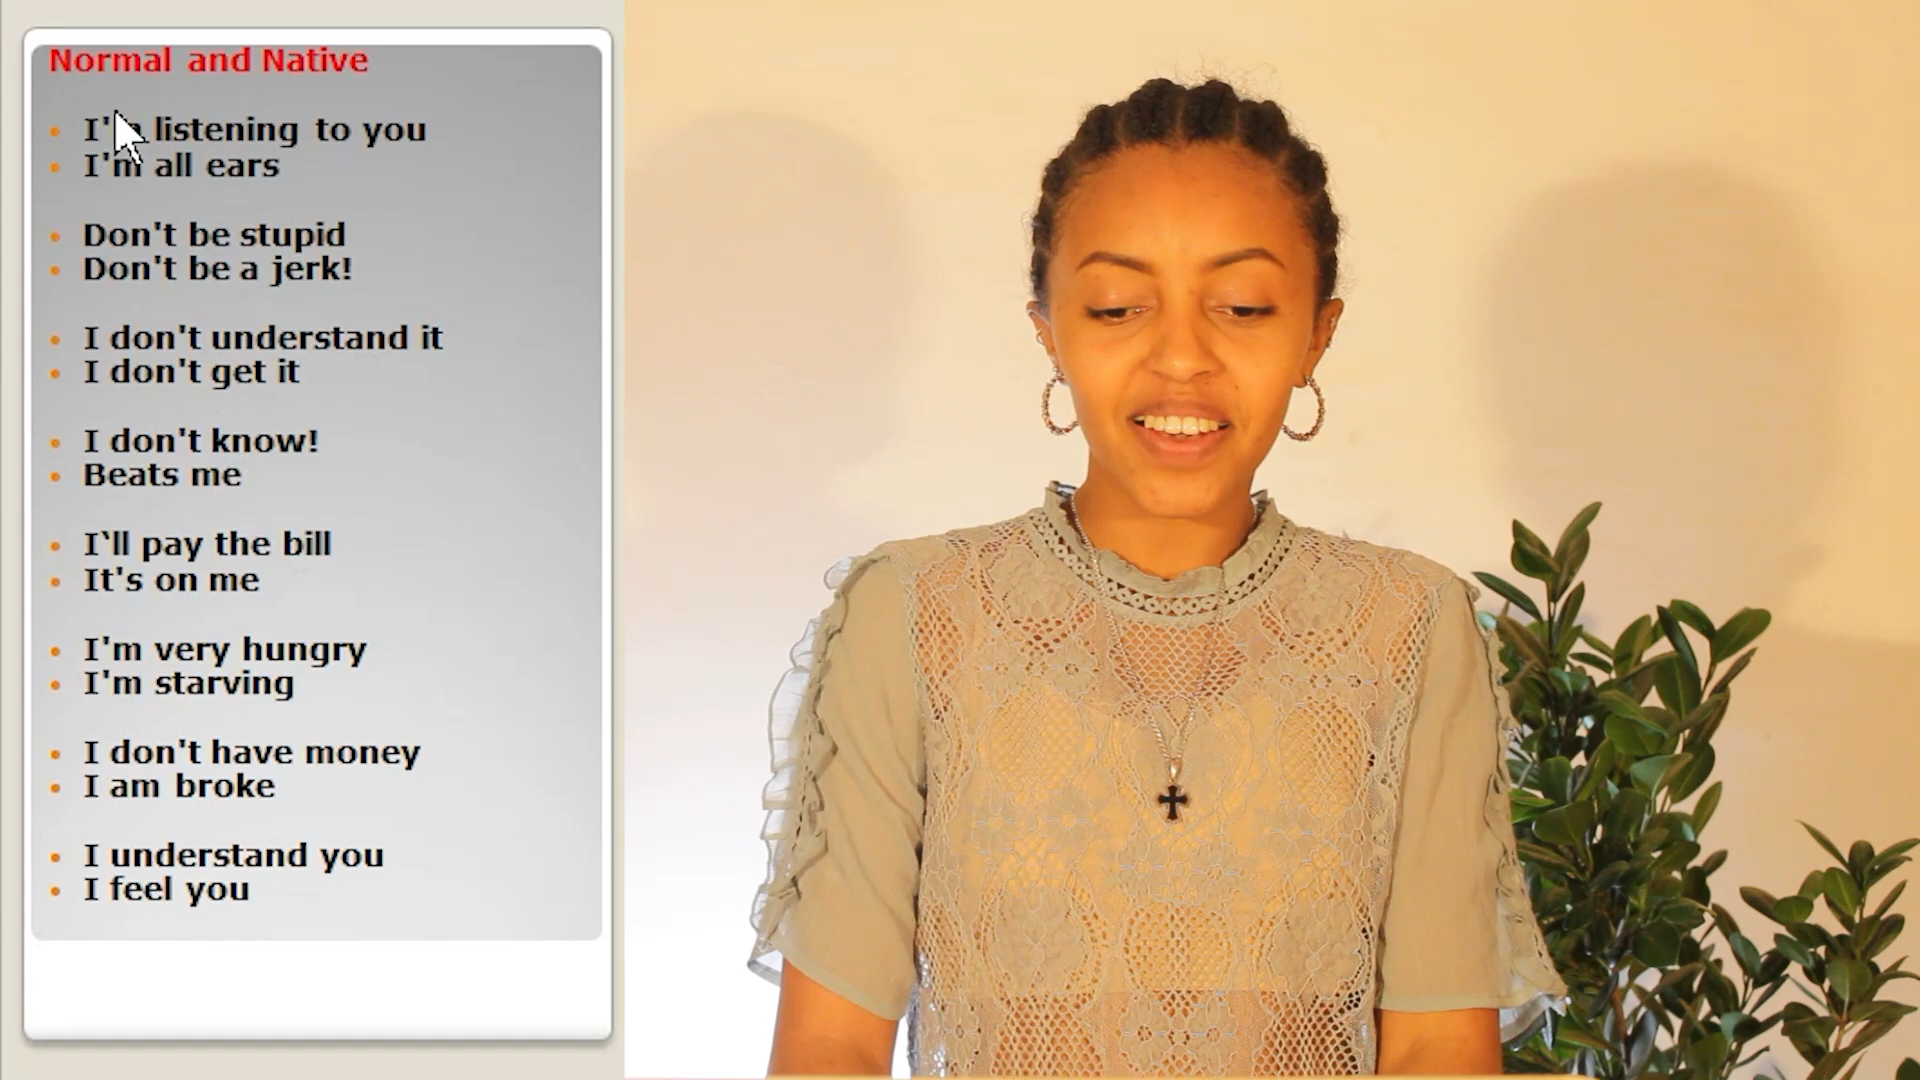 Normal and Native
• I'm listening to you
• I'm all ears
• Don't be stupid
• Don't be a jerk!
• I don't understand it
• I don't get it
• I don't know!
• Beats me
• I`ll pay the bill
• It's on me
• I'm very hungry
• I'm starving
• I don't have money
• I am broke
• I understand you
• I feel you